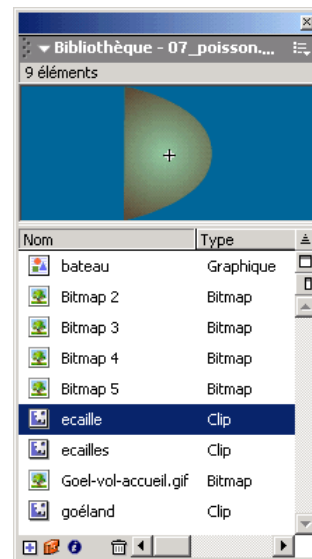 Bibliothèque - 07_poisson....
9 éléments
Nom Type
bateau Graphique
Bitmap 2 Bitmap
Bitmap 3 Bitmap
Bitmap 4 Bitmap
Bitmap 5 Bitmap
ecaille Clip
ecailles Clip
Goel-vol-accueil.gif Bitmap
goéland Clip